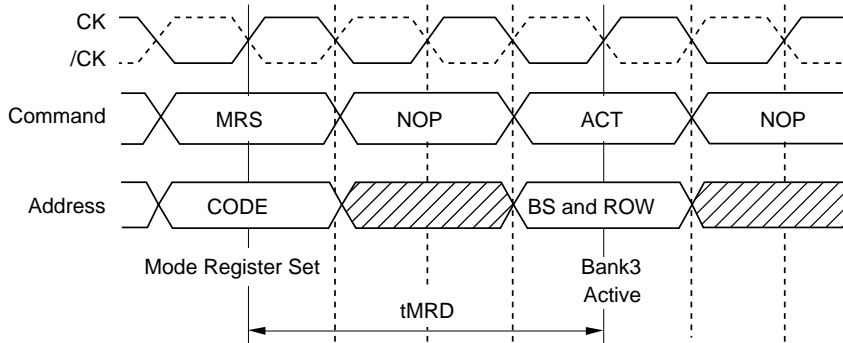 CK
/CK
Command MRS NOP ACT NOP
Address CODE BS and ROW
Mode Register Set Bank3
Active
tMRD